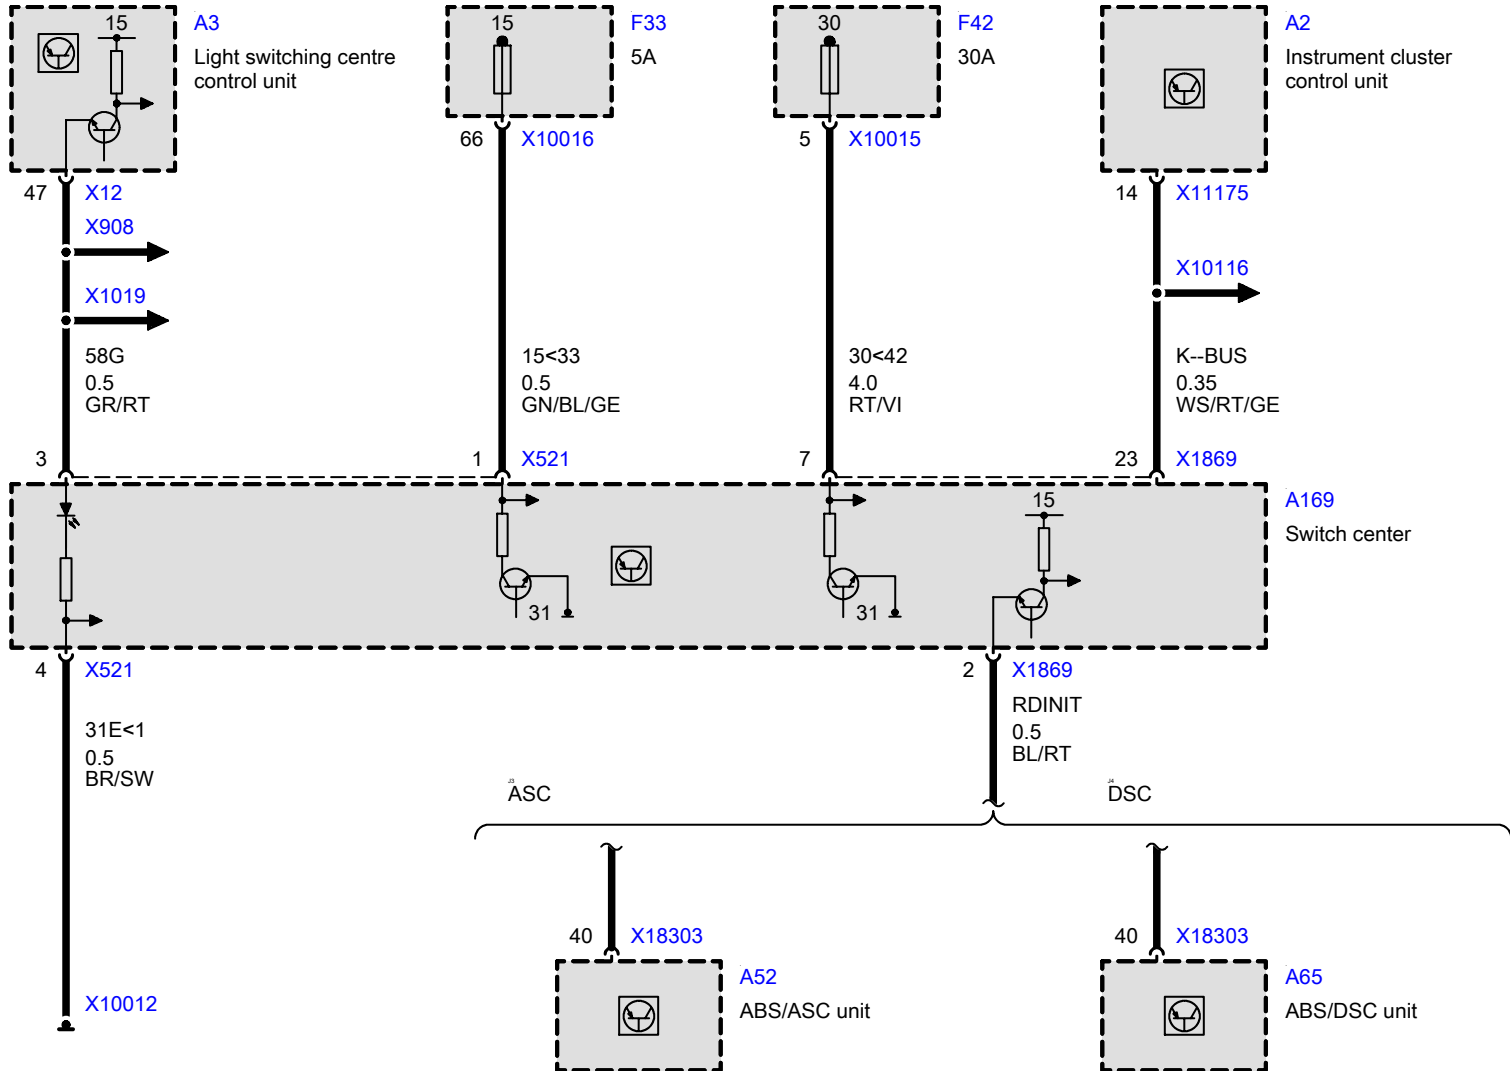 15
A3
Light switching centre
control unit
15
F33
5A
30
F42
30A
A2
Instrument cluster
control unit
66
X10016
5
X10015
47
X12
14
X11175
X908
X10116
X1019
58G
0.5
GR/RT
15<33
0.5
GN/BL/GE
30<42
4.0
RT/VI
K--BUS
0.35
WS/RT/GE
3
1
X521
7
23
X1869
15
A169
Switch center
31
31
4
X521
2
X1869
31E<1
0.5
BR/SW
RDINIT
0.5
BL/RT
J3
ASC
J4
DSC
40
X18303
40
X18303
A52
ABS/ASC unit
A65
ABS/DSC unit
X10012